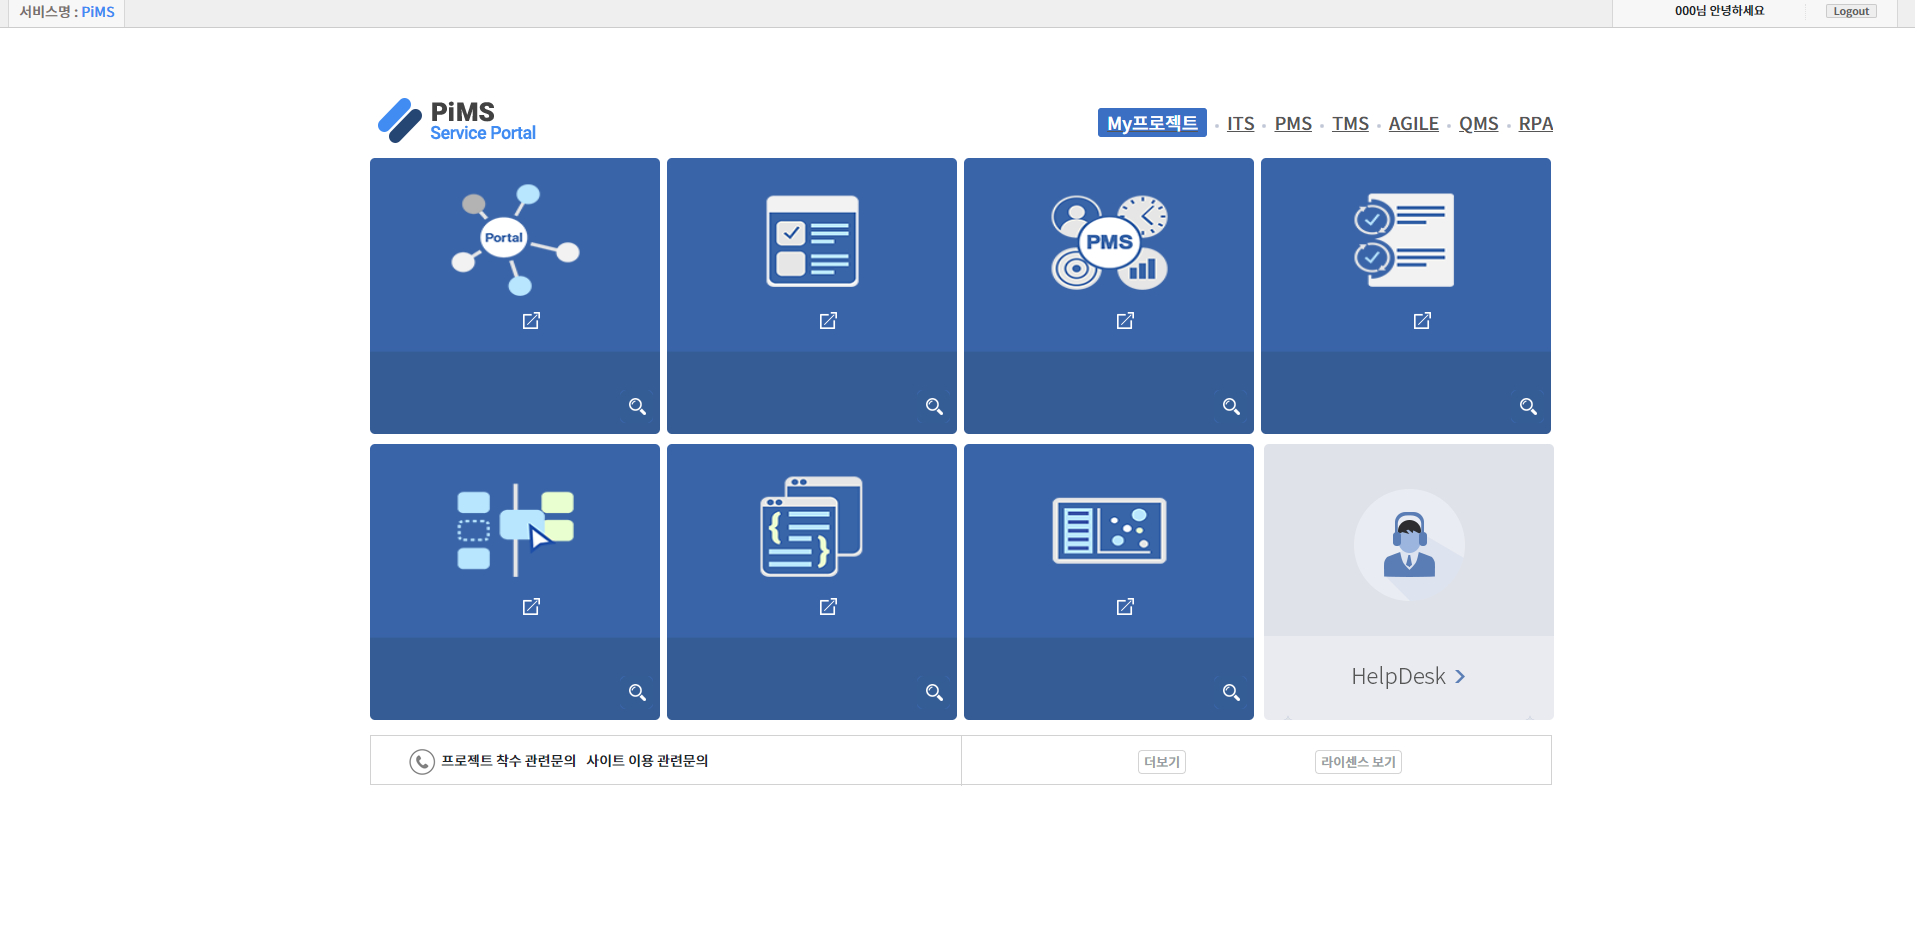 서비스명 : PiMS
000님 안녕하세요
Logout
PiMS
Service Portal
My프로젝트 • ITS • PMS • TMS • AGILE • QMS • RPA
Portal
PMS
{
}
HelpDesk >
프로젝트 착수 관련문의 사이트 이용 관련문의
더보기
라이센스 보기